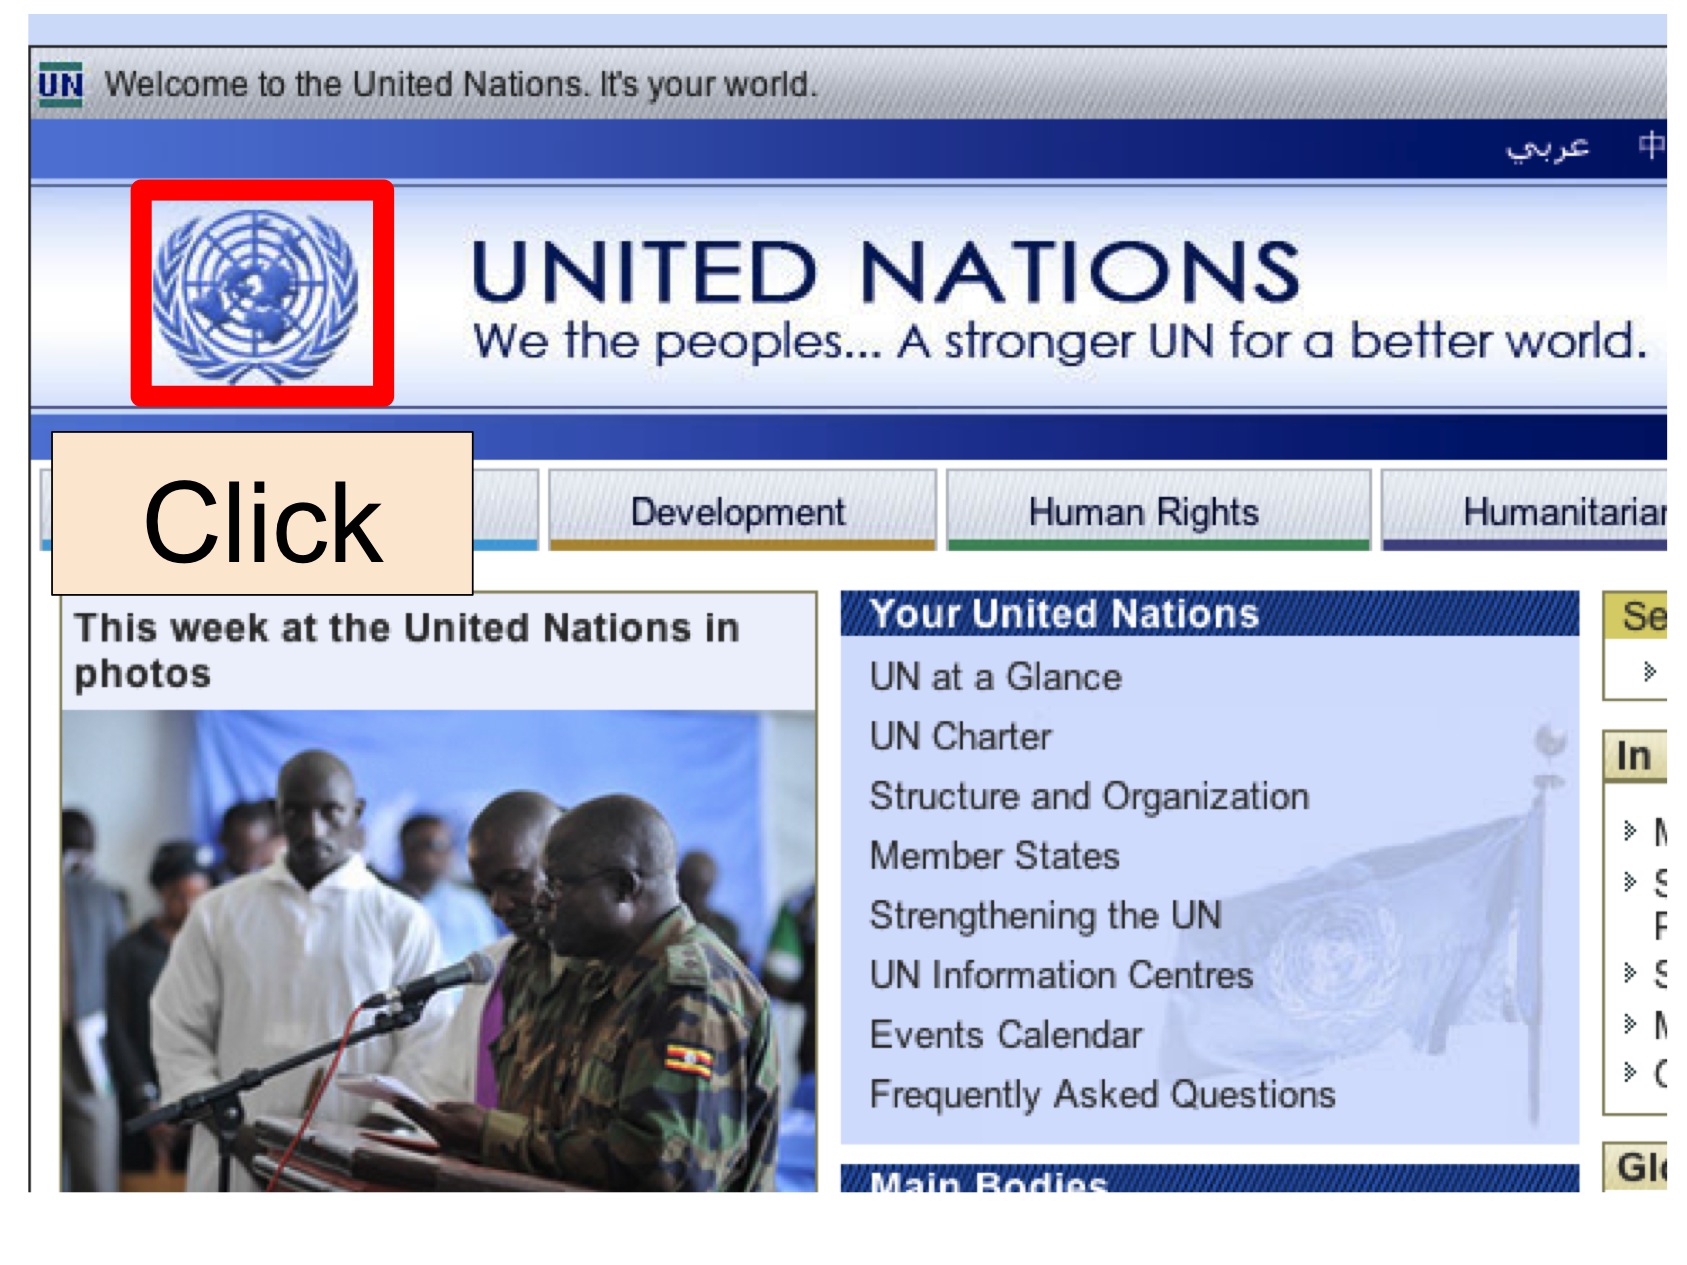 UN Welcome to the United Nations. It's your world.
عربي 中
UNITED NATIONS
We the peoples... A stronger UN for a better world.
Click
Development
Human Rights
Humanitarian
This week at the United Nations in
photos
Your United Nations
UN at a Glance
UN Charter
Structure and Organization
Member States
Strengthening the UN
UN Information Centres
Events Calendar
Frequently Asked Questions
Main Bodies
Se
In